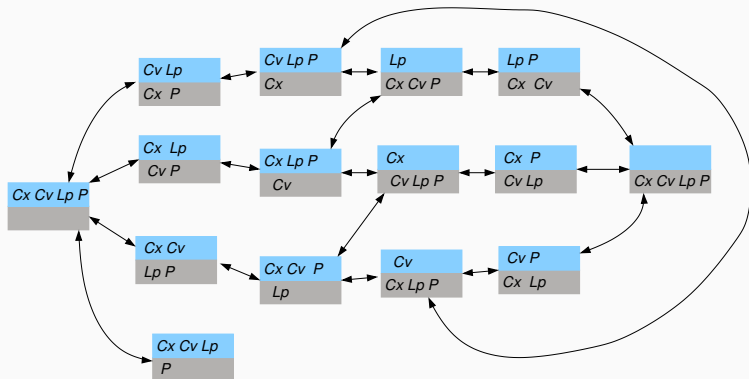 Cv Lp
Cx P
Cv Lp P
Cx
Lp
Cx Cv P
Lp P
Cx Cv
Cx Lp
Cv P
Cx Lp P
Cv
Cx
Cv Lp P
Cx P
Cv Lp
Cx Cv Lp P
Cx Cv Lp P
Cx Cv
Lp P
Cx Cv P
Lp
Cv
Cx Lp P
Cv P
Cx Lp
Cx Cv Lp
P